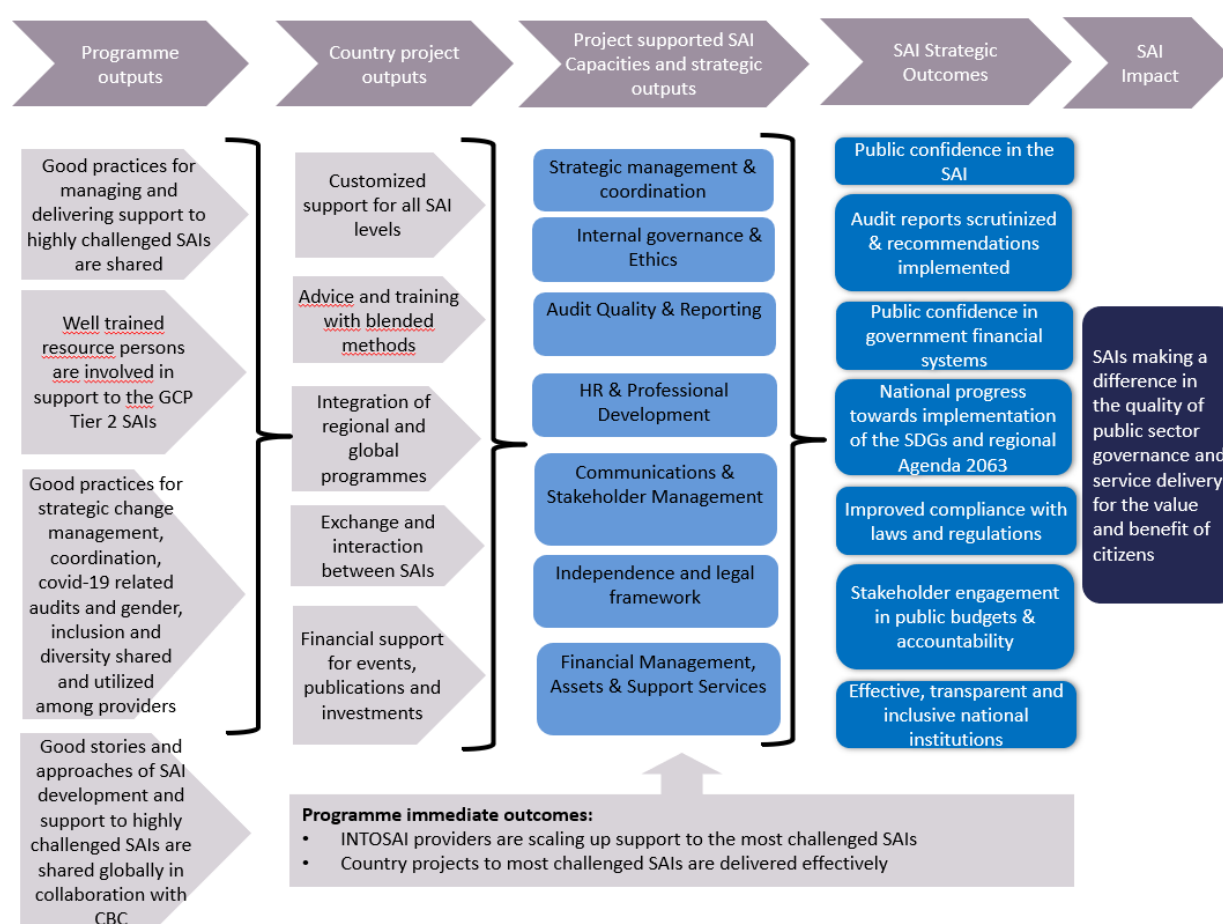 Programme
outputs
Country project
outputs
Project supported SAI
Capacities and strategic
outputs
SAI Strategic
Outcomes
SAI
Impact
Good practices for
managing and
delivering support to
highly challenged SAIs
are shared
Well trained
resource persons
are involved in
support to the GCP
Tier 2 SAIs
Good practices for
strategic change
management,
coordination,
covid-19 related
audits and gender,
inclusion and
diversity shared
and utilized
among providers
Good stories and
approaches of SAI
development and
support to highly
challenged SAIs are
shared globally in
collaboration with
CBC
Customized
support for all SAI
levels
Advice and training
with blended
methods
Integration of
regional and
global
programmes
Exchange and
interaction
between SAIs
Financial support
for events,
publications and
investments
Strategic management &
coordination
Internal governance &
Ethics
Audit Quality & Reporting
HR & Professional
Development
Communications &
Stakeholder Management
Independence and legal
framework
Financial Management,
Assets & Support Services
Public confidence in the
SAI
Audit reports scrutinized
& recommendations
implemented
Public confidence in
government financial
systems
National progress
towards implementation
of the SDGs and regional
Agenda 2063
Improved compliance with
laws and regulations
Stakeholder engagement
in public budgets &
accountability
Effective, transparent and
inclusive national
institutions
SAIs making a
difference in
the quality of
public sector
governance and
service delivery
for the value
and benefit of
citizens
Programme immediate outcomes:
• INTOSAI providers are scaling up support to the most challenged SAIs
• Country projects to most challenged SAIs are delivered effectively